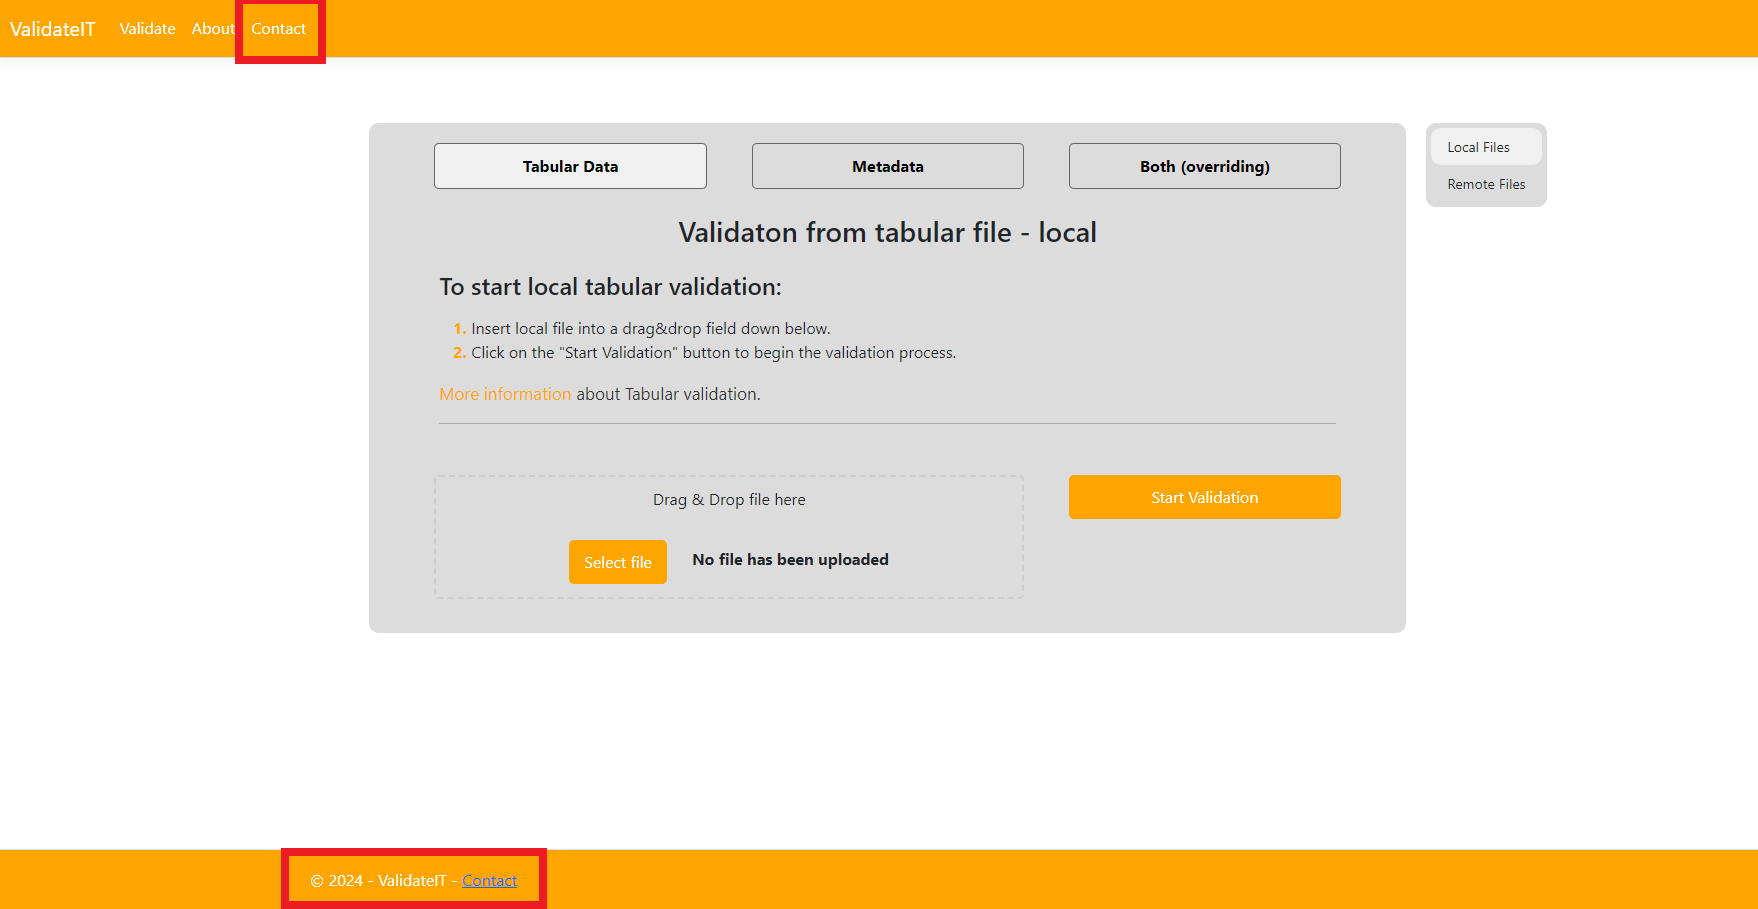 ValidateIT Validate About Contact
Tabular Data Metadata Both (overriding)
Local Files
Remote Files
Validaton from tabular file - local
To start local tabular validation:
1. Insert local file into a drag&drop field down below.
2. Click on the "Start Validation" button to begin the validation process.
More information about Tabular validation.
Drag & Drop file here
Start Validation
Select file No file has been uploaded
© 2024 - ValidateIT - Contact